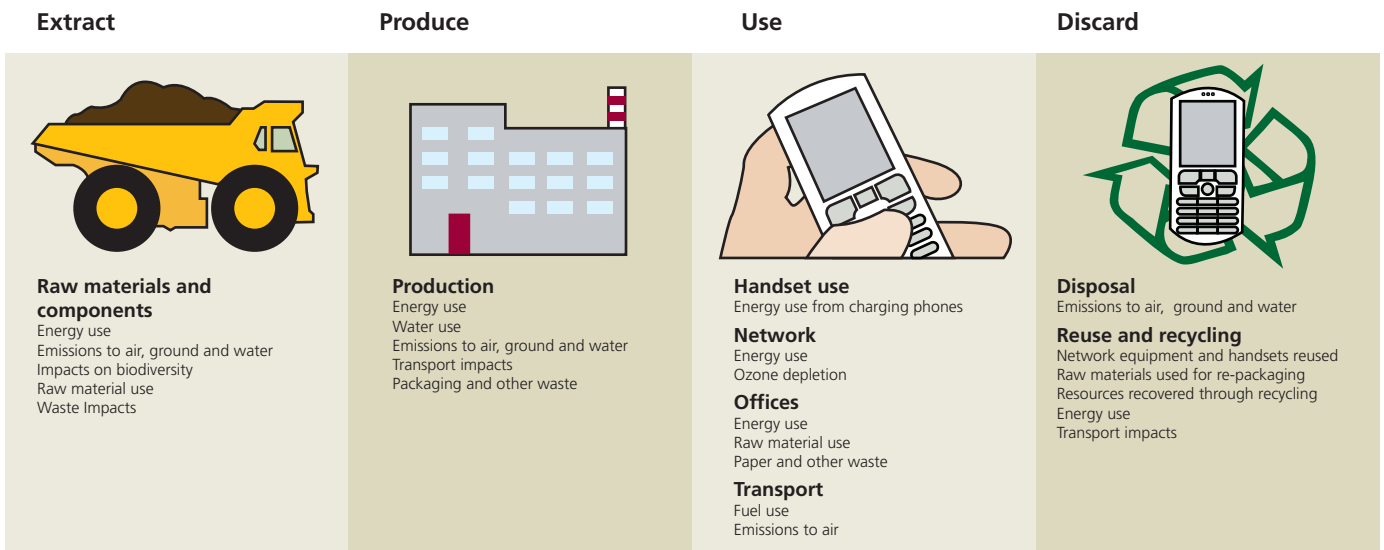 Extract
Produce
Use
Discard
Raw materials and
components
Energy use
Emissions to air, ground and water
Impacts on biodiversity
Raw material use
Waste Impacts
Production
Energy use
Water use
Emissions to air, ground and water
Transport impacts
Packaging and other waste
Handset use
Energy use from charging phones
Network
Energy use
Ozone depletion
Offices
Energy use
Raw material use
Paper and other waste
Transport
Fuel use
Emissions to air
Disposal
Emissions to air, ground and water
Reuse and recycling
Network equipment and handsets reused
Raw materials used for re-packaging
Resources recovered through recycling
Energy use
Transport impacts